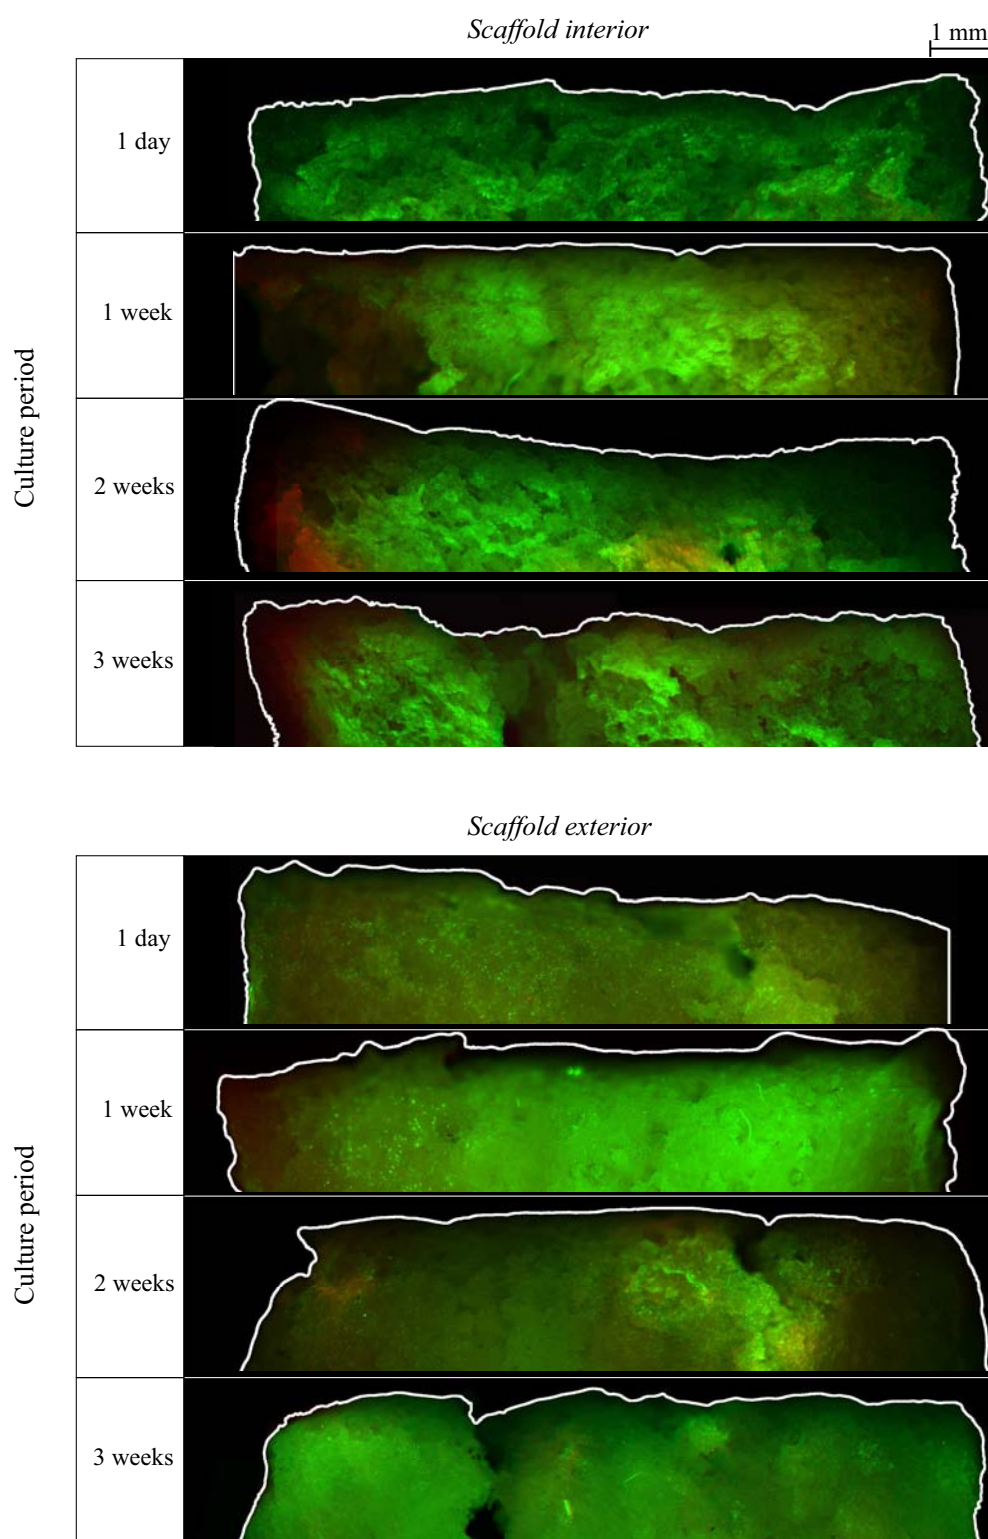 Scaffold interior
1 mm
Culture period
1 day
1 week
2 weeks
3 weeks
Scaffold exterior
Culture period
1 day
1 week
2 weeks
3 weeks